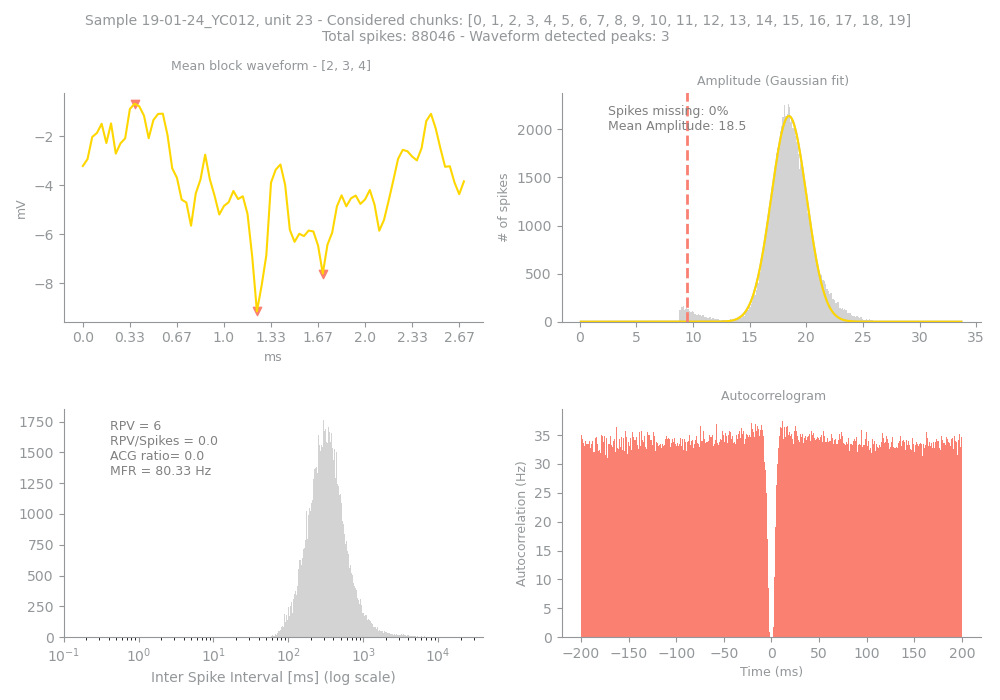 Sample 19-01-24_YC012, unit 23 - Considered chunks: [0, 1, 2, 3, 4, 5, 6, 7, 8, 9, 10, 11, 12, 13, 14, 15, 16, 17, 18, 19]
Total spikes: 88046 - Waveform detected peaks: 3
Mean block waveform - [2, 3, 4]
−2
−4
−6
−8
mV
0.0 0.33 0.67 1.0 1.33 1.67 2.0 2.33 2.67
ms
Amplitude (Gaussian fit)
Spikes missing: 0%
Mean Amplitude: 18.5
2000
1500
1000
500
0
# of spikes
0 5 10 15 20 25 30 35
RPV = 6
RPV/Spikes = 0.0
ACG ratio= 0.0
MFR = 80.33 Hz
1750
1500
1250
1000
750
500
250
0
10⁻¹ 10⁰ 10¹ 10² 10³ 10⁴
Inter Spike Interval [ms] (log scale)
Autocorrelogram
35
30
25
20
15
10
5
0
Autocorrelation (Hz)
−200 −150 −100 −50 0 50 100 150 200
Time (ms)